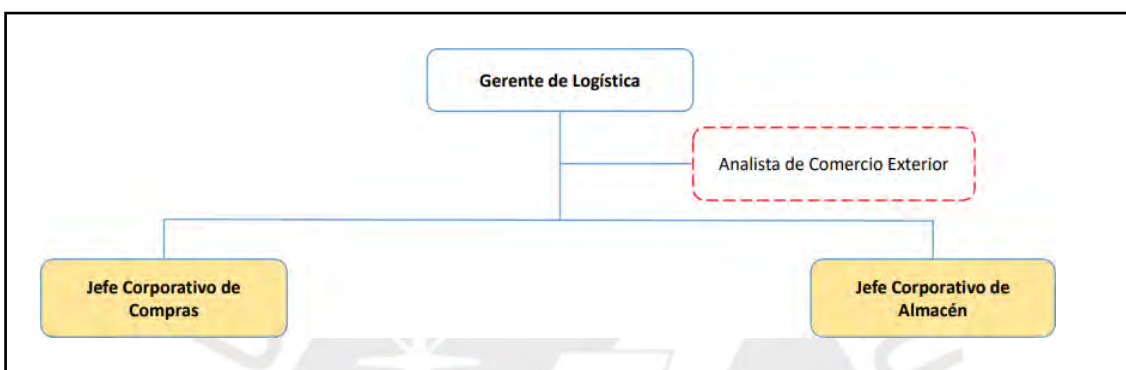 Gerente de Logística
Analista de Comercio Exterior
Jefe Corporativo de
Compras
Jefe Corporativo de
Almacén